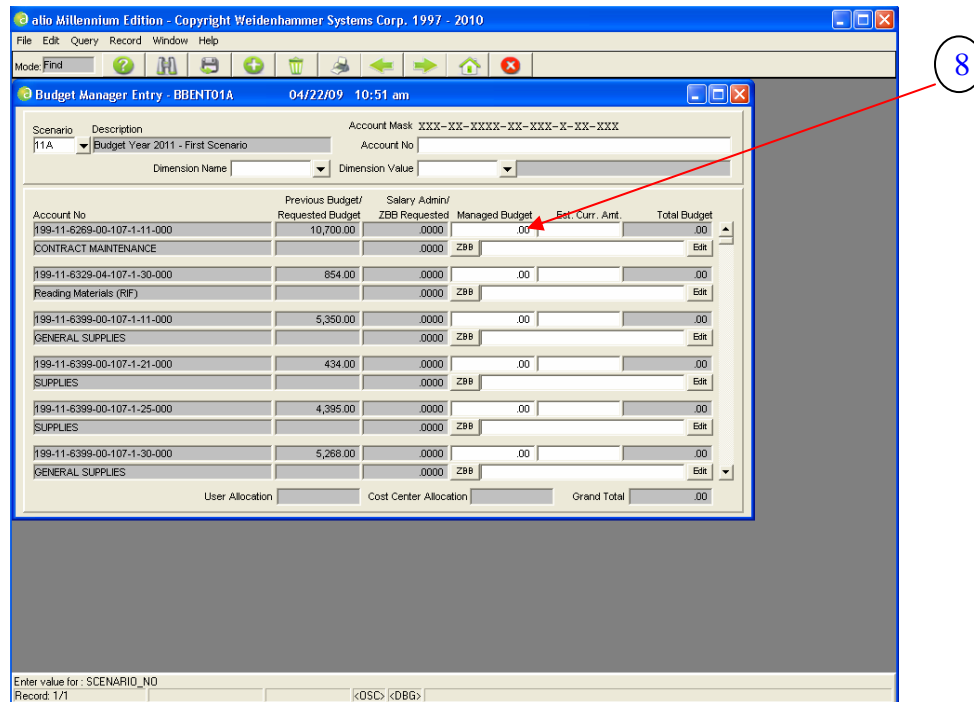 alio Millennium Edition - Copyright Weidenhammer Systems Corp. 1997 - 2010
File Edit Query Record Window Help
Mode: Find
8
Budget Manager Entry - BBENT01A 04/22/09 10:51 am
Account Mask XXX-XX-XXXX-XX-XXX-X-XX-XXX
Scenario Description
11A Budget Year 2011 - First Scenario Account No
Dimension Name Dimension Value
Previous Budget/ Salary Admin/
Account No Requested Budget ZBB Requested Managed Budget Est. Curr. Amt. Total Budget
199-11-6269-00-107-1-11-000 10,700.00 .0000 .00 .00
CONTRACT MAINTENANCE .0000 ZBB Edit
199-11-6329-04-107-1-30-000 854.00 .0000 .00 .00
Reading Materials (RIF) .0000 ZBB Edit
199-11-6399-00-107-1-11-000 5,350.00 .0000 .00 .00
GENERAL SUPPLIES .0000 ZBB Edit
199-11-6399-00-107-1-21-000 434.00 .0000 .00 .00
SUPPLIES .0000 ZBB Edit
199-11-6399-00-107-1-25-000 4,395.00 .0000 .00 .00
SUPPLIES .0000 ZBB Edit
199-11-6399-00-107-1-30-000 5,268.00 .0000 .00 .00
GENERAL SUPPLIES .0000 ZBB Edit
User Allocation Cost Center Allocation Grand Total .00
Enter value for : SCENARIO_NO
Record: 1/1 <OSC> <DBG>